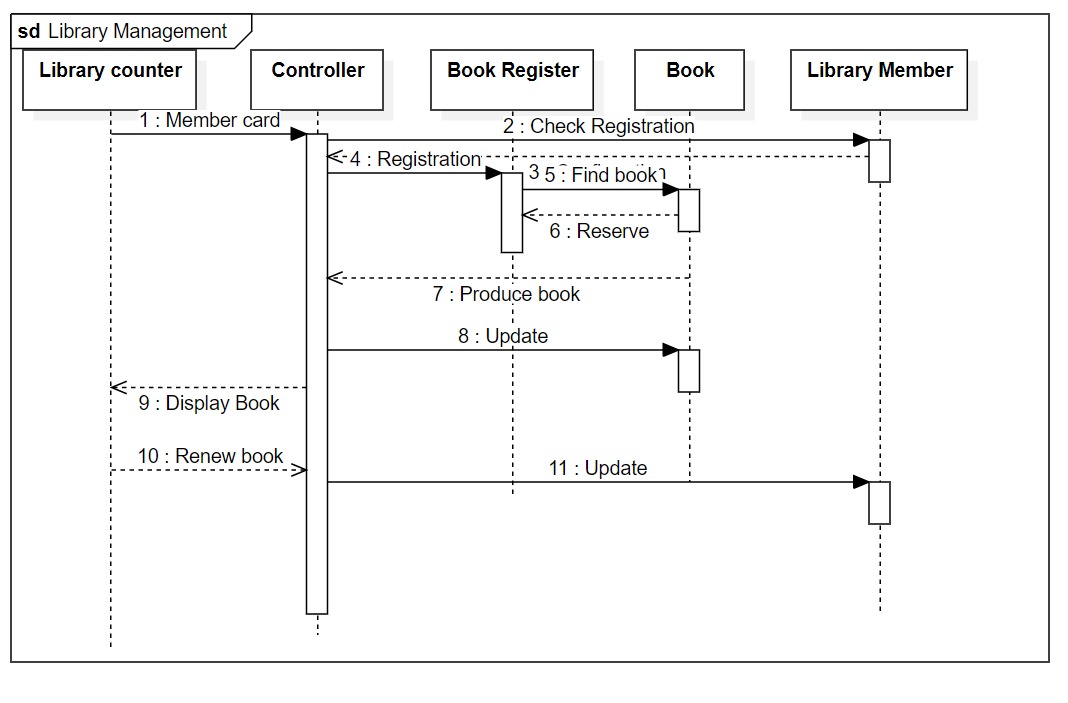 sd Library Management
Library counter
Controller
Book Register
Book
Library Member
1 : Member card
2 : Check Registration
4 : Registration
3
5 : Find book
6 : Reserve
7 : Produce book
8 : Update
9 : Display Book
10 : Renew book
11 : Update